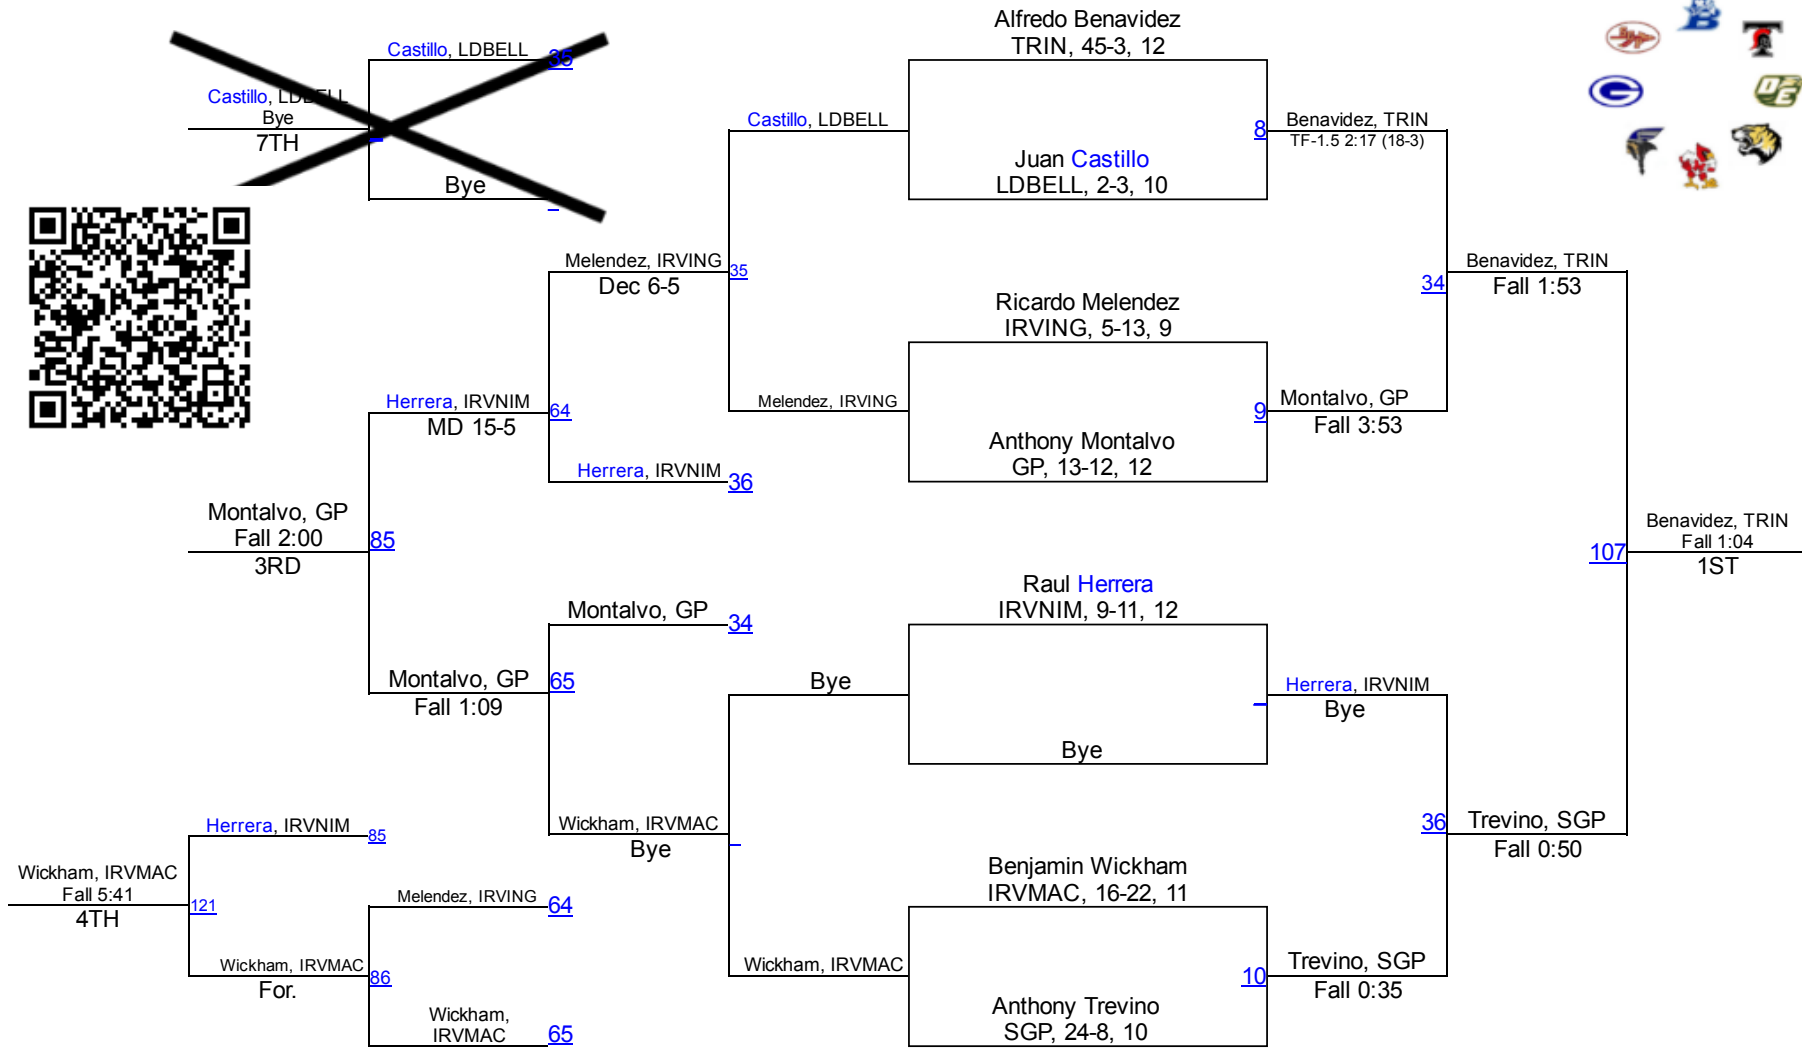 Alfredo Benavidez
TRIN, 45-3, 12
Castillo, LDBELL
35
Castillo, LDBELL
Bye
7TH
Bye
Castillo, LDBELL
8
Benavidez, TRIN
TF-1.5 2:17 (18-3)
Juan Castillo
LDBELL, 2-3, 10
Melendez, IRVING
Dec 6-5
35
Benavidez, TRIN
Fall 1:53
34
Ricardo Melendez
IRVING, 5-13, 9
Herrera, IRVNIM
MD 15-5
64
Melendez, IRVING
9
Montalvo, GP
Fall 3:53
Anthony Montalvo
GP, 13-12, 12
Herrera, IRVNIM
36
Montalvo, GP
Fall 2:00
3RD
85
107
Benavidez, TRIN
Fall 1:04
1ST
Raul Herrera
IRVNIM, 9-11, 12
Montalvo, GP
34
Montalvo, GP
Fall 1:09
65
Bye
Herrera, IRVNIM
Bye
Bye
Wickham, IRVMAC
Bye
36
Trevino, SGP
Fall 0:50
Herrera, IRVNIM
85
Benjamin Wickham
IRVMAC, 16-22, 11
Wickham, IRVMAC
Fall 5:41
4TH
121
Melendez, IRVING
64
Wickham, IRVMAC
For.
86
Wickham, IRVMAC
10
Trevino, SGP
Fall 0:35
Anthony Trevino
SGP, 24-8, 10
Wickham,
IRVMAC
65